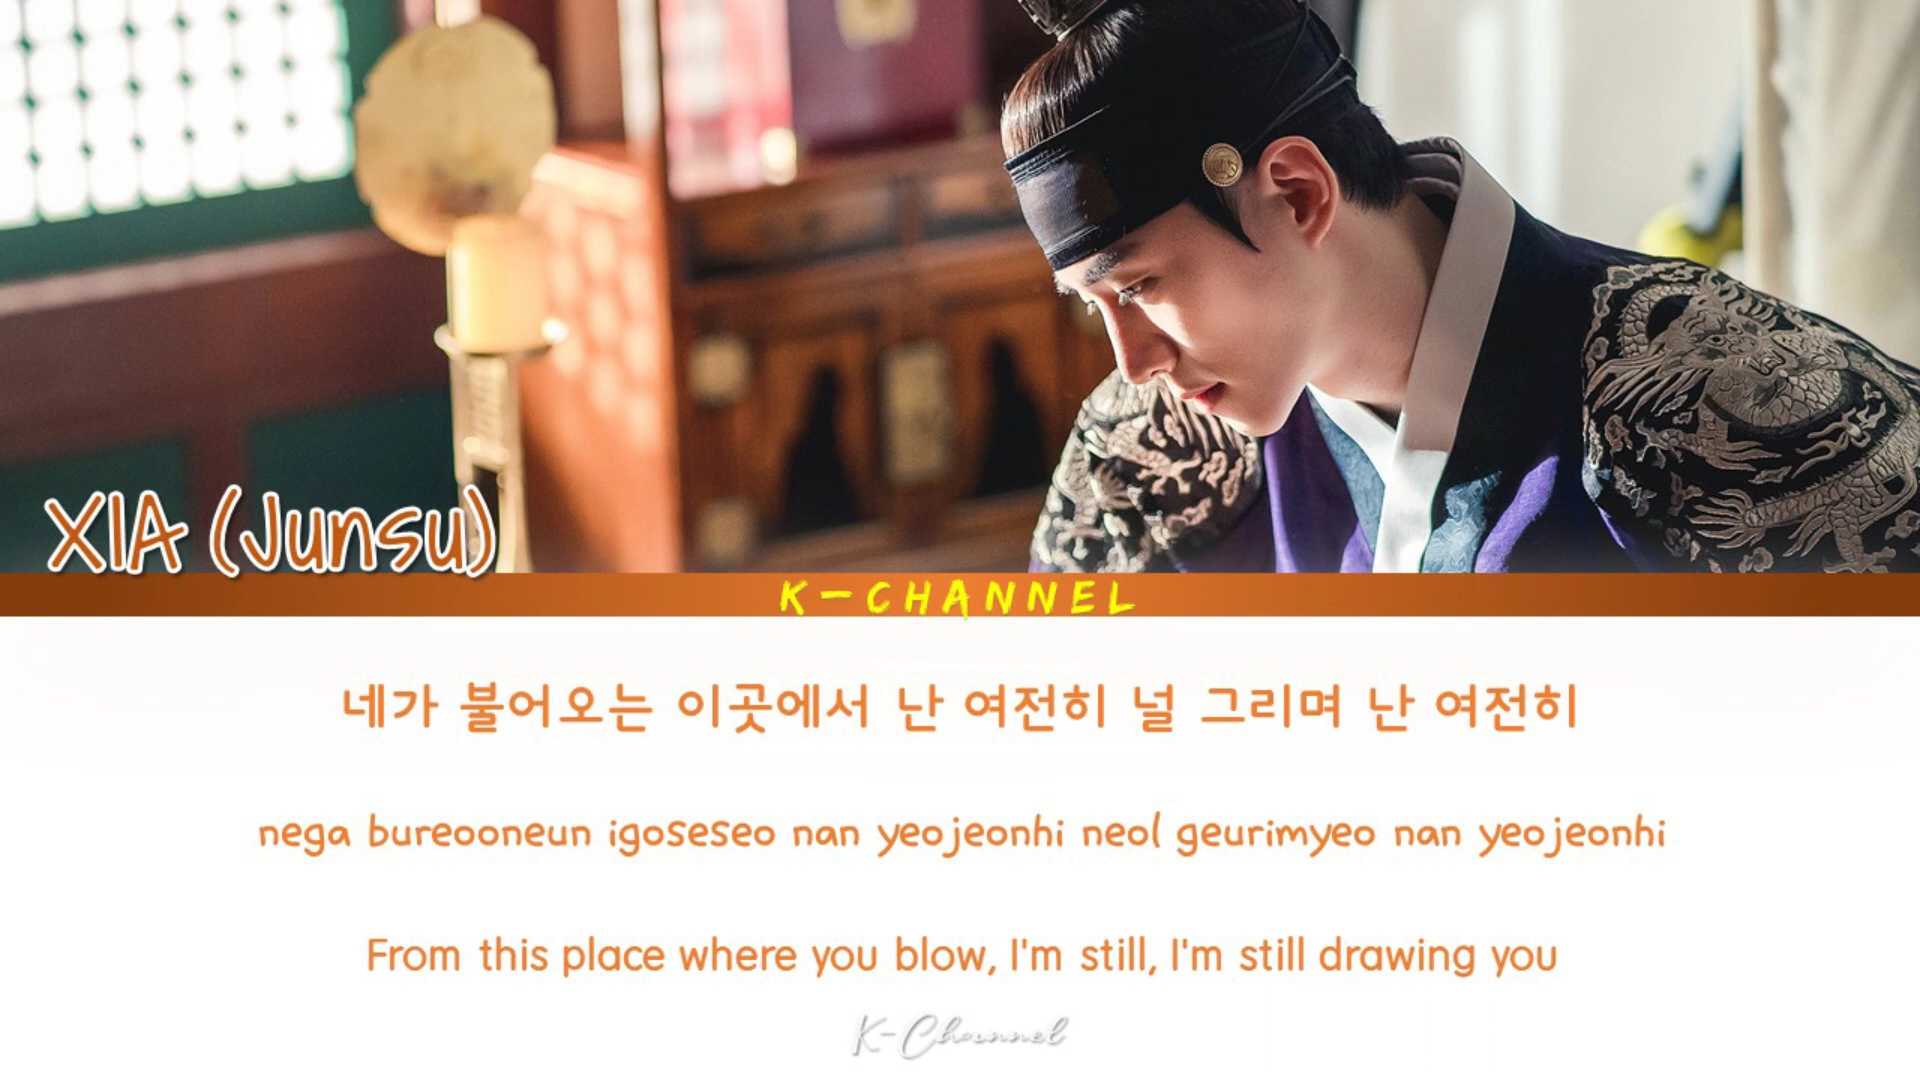 XIA (Junsu)
K-CHANNEL
네가 불어오는 이곳에서 난 여전히 널 그리며 난 여전히
nega bureooneun igoseseo nan yeojeonhi neol geurimyeo nan yeojeonhi
From this place where you blow, I'm still, I'm still drawing you
K-Channel